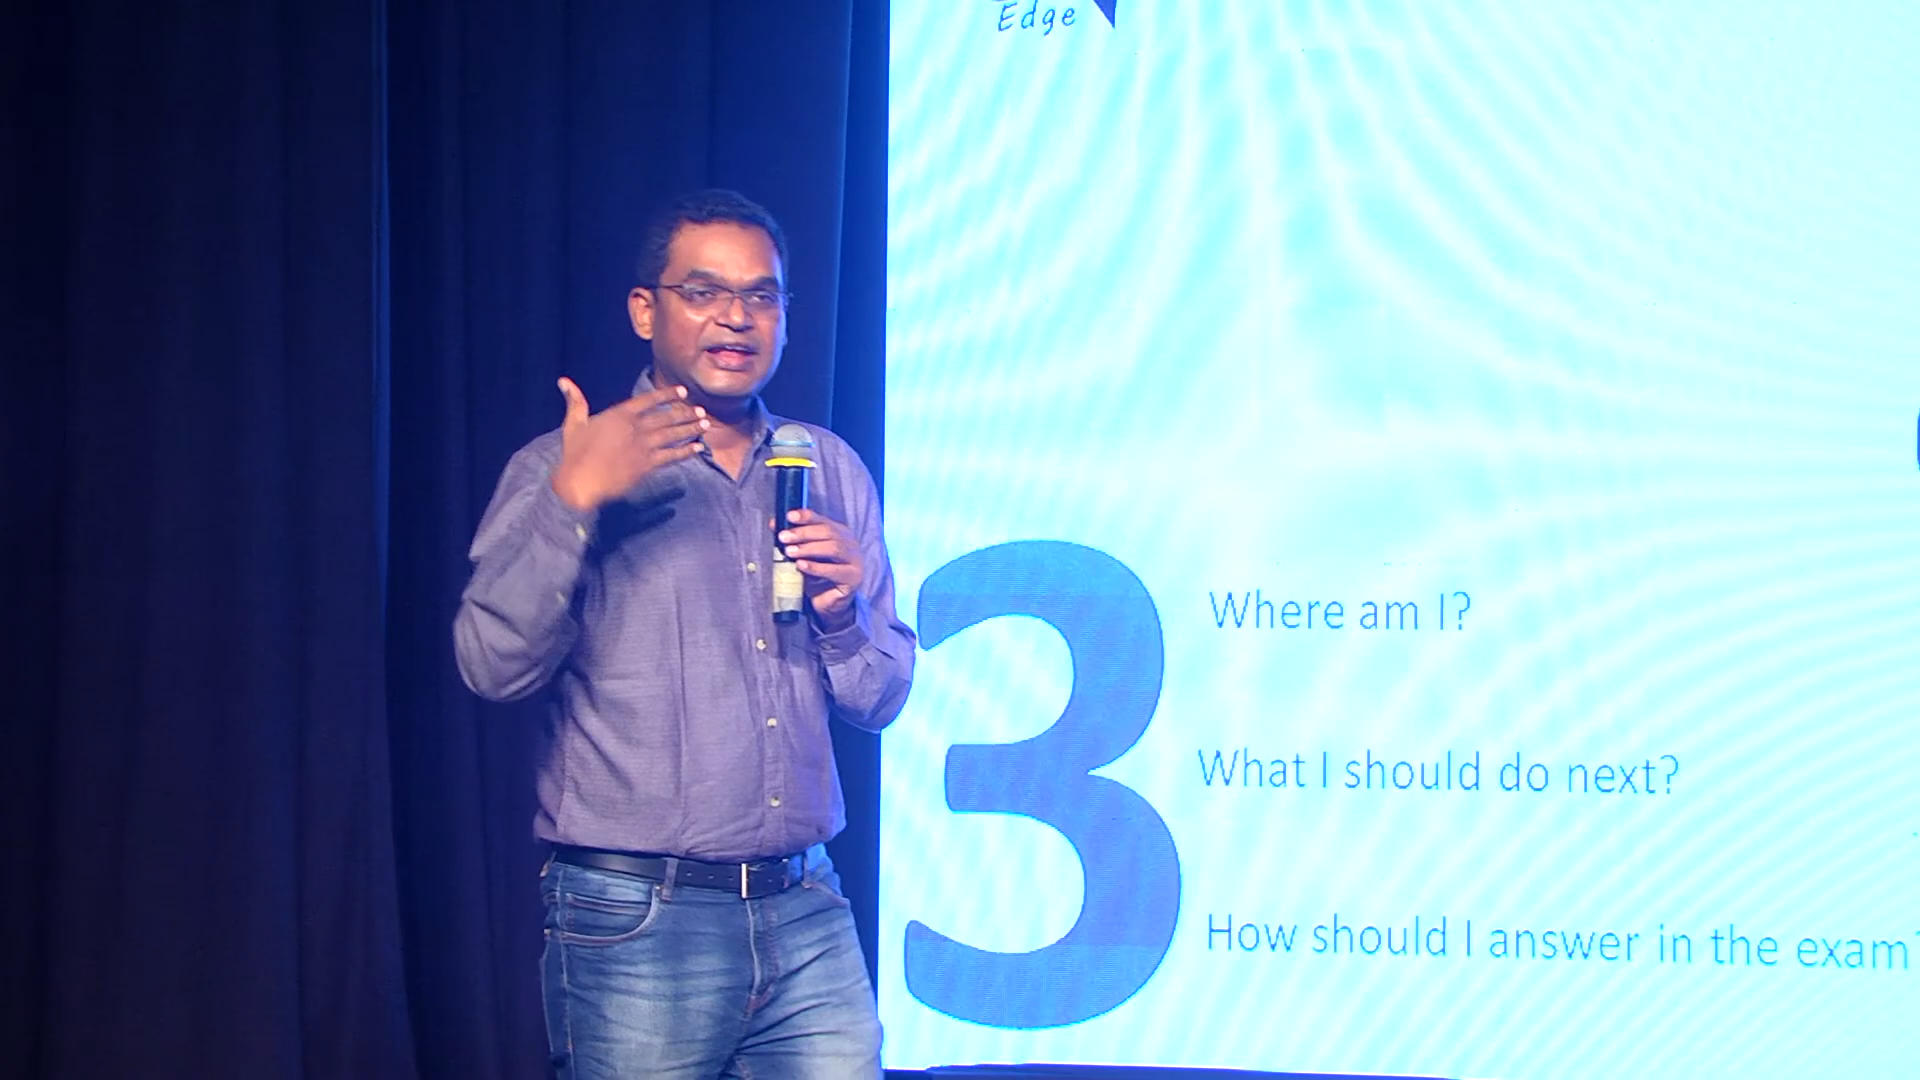 Edge
3
Where am I?
What I should do next?
How should I answer in the exam?